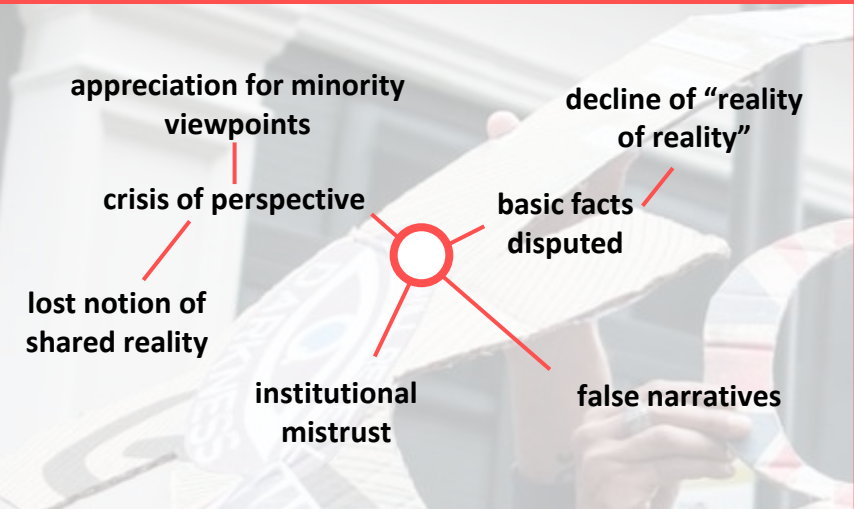 appreciation for minority
viewpoints
decline of “reality
of reality”
crisis of perspective
basic facts
disputed
lost notion of
shared reality
institutional
mistrust
false narratives
DARKNESS